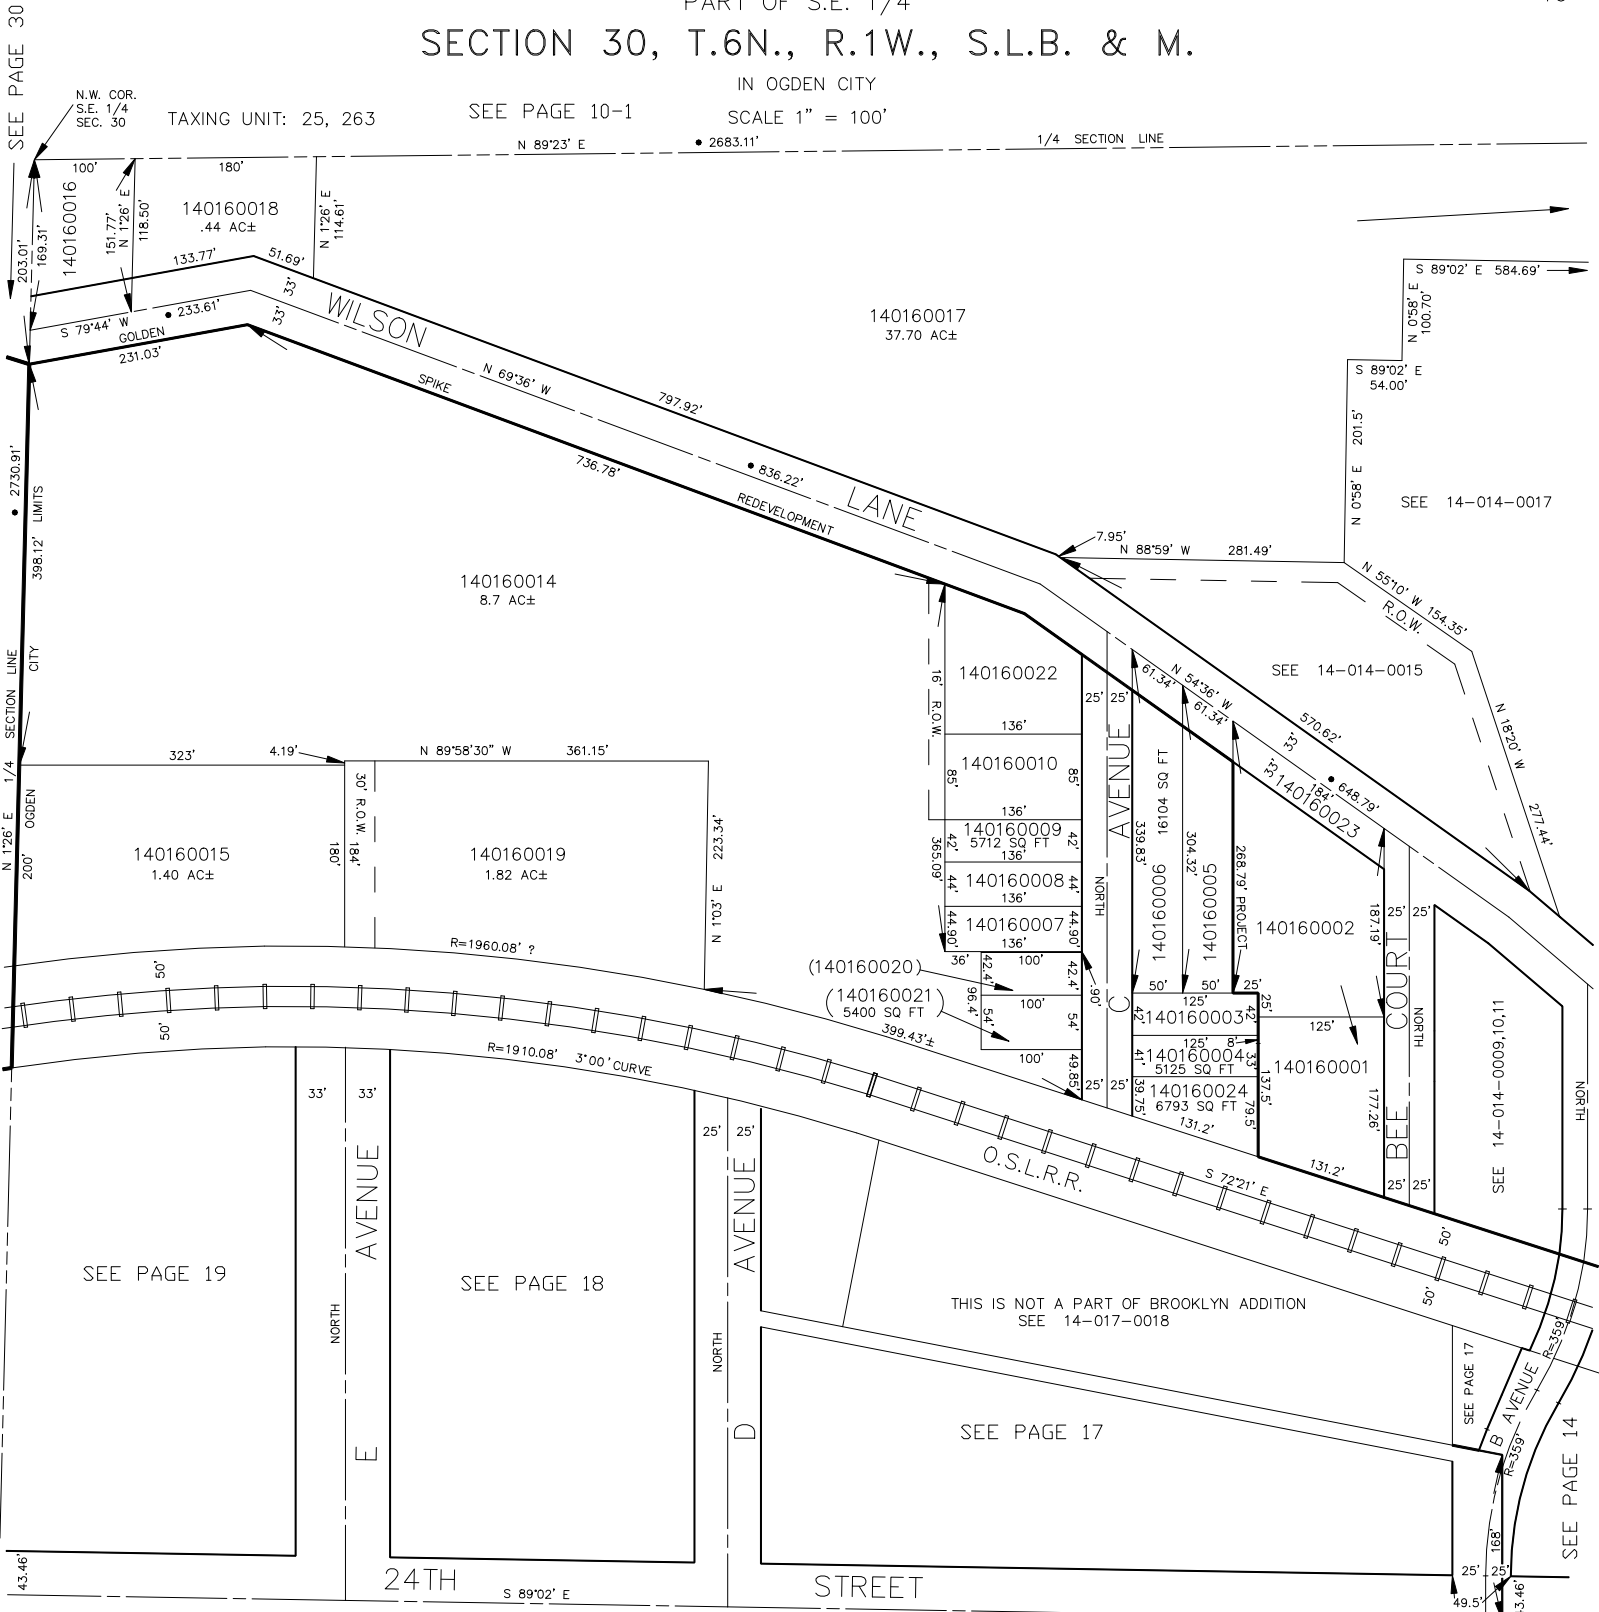 PART OF S.E. 1/4
SECTION 30, T.6N., R.1W., S.L.B. & M.
IN OGDEN CITY
SCALE 1" = 100'
TAXING UNIT: 25, 263
SEE PAGE 10-1
SEE PAGE 30
N.W. COR.
S.E. 1/4
SEC. 30
N 89°23' E
2683.11'
1/4 SECTION LINE
100'
180'
140160016
203.01'
169.31'
151.77'
N 1°26' E
118.50'
140160018
.44 AC±
N 1°26' E
114.61'
133.77'
51.69'
33'
33'
S 79°44' W
233.61'
GOLDEN
231.03'
WILSON
LANE
SPIKE
N 69°36' W
797.92'
736.78'
836.22'
REDEVELOPMENT
140160017
37.70 AC±
S 89°02' E 584.69'
N 0°58' E
100.70'
S 89°02' E
54.00'
N 0°58' E 201.5'
SEE 14-014-0017
7.95'
N 88°59' W 281.49'
N 55°10' W 154.35'
R.O.W.
SEE 14-014-0015
N 18°20' W
277.44'
2730.91'
398.12'
CITY LIMITS
N 1°26' E 1/4 SECTION LINE
OGDEN
200'
140160014
8.7 AC±
323'
4.19'
N 89°58'30" W 361.15'
30' R.O.W.
180'
184'
140160015
1.40 AC±
140160019
1.82 AC±
N 1°03' E 223.34'
16' R.O.W.
140160022
136'
140160010
85'
85'
136'
140160009
5712 SQ FT
42'
42'
136'
365.09'
140160008
44'
44'
136'
140160007
44.90'
44.90'
136'
36'
100'
(140160020)
42.4'
42.4'
100'
(140160021)
5400 SQ FT
96.4'
54'
54'
100'
.90'
49.85'
399.43'±
25'
25'
C AVENUE
NORTH
25'
25'
61.34'
N 54°36' W
61.34'
339.83'
140160006
16104 SQ FT
304.32'
140160005
268.79'
PROJECT
570.62'
33'
33'
184'
648.79'
140160023
140160002
187.19'
50'
50'
25'
125'
25'
42'
42'
140160003
125'
8'
140160004
5125 SQ FT
41'
33'
140160024
6793 SQ FT
39.75'
79.5'
137.5'
131.2'
125'
140160001
177.26'
131.2'
25'
25'
BEE COURT
NORTH
25'
25'
SEE 14-014-0009,10,11
NORTH
R=1960.08' ?
50'
50'
R=1910.08'
3°00' CURVE
O.S.L.R.R.
S 72°21' E
50'
50'
33'
33'
E AVENUE
NORTH
25'
25'
D AVENUE
NORTH
SEE PAGE 19
SEE PAGE 18
THIS IS NOT A PART OF BROOKLYN ADDITION
SEE 14-017-0018
SEE PAGE 17
SEE PAGE 17
B AVENUE
R=359'
R=359'
SEE PAGE 14
168'
25'
25'
49.5'
43.46'
43.46'
24TH STREET
S 89°02' E